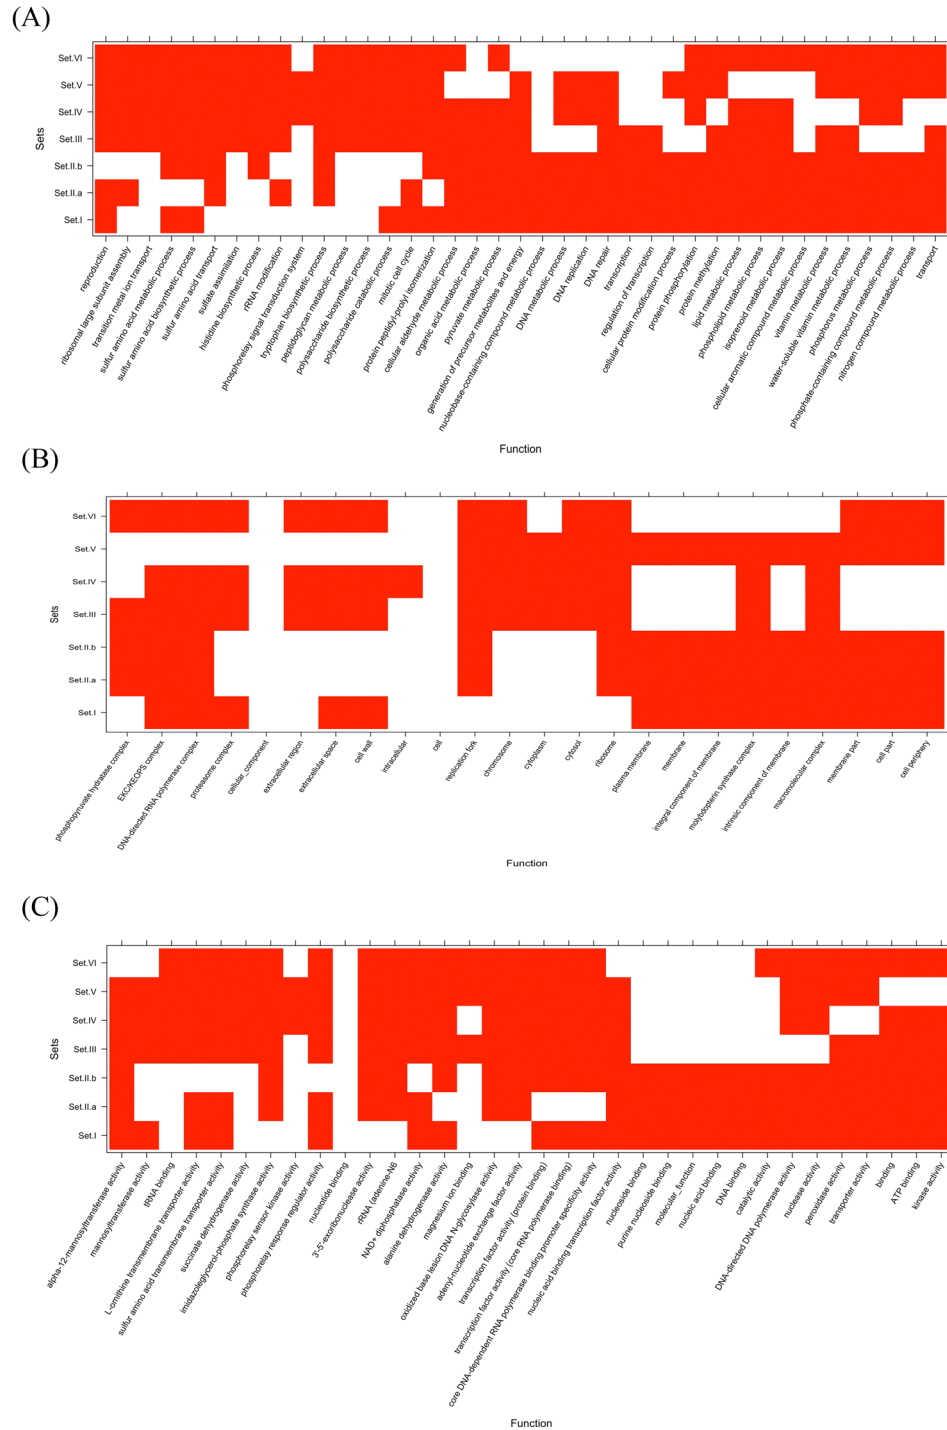 (A)
Set.VI
Set.V
Set.IV
Set.III
Set.II.b
Set.II.a
Set.I
Sets
reproduction
ribosomal large subunit assembly
transition metal ion transport
sulfur amino acid metabolic process
sulfur amino acid biosynthetic process
sulfur amino acid transport
sulfate assimilation
histidine biosynthetic process
rRNA modification
phosphorelay signal transduction system
tryptophan biosynthetic process
peptidoglycan metabolic process
polysaccharide biosynthetic process
polysaccharide catabolic process
mitotic cell cycle
protein peptidyl-prolyl isomerization
cellular aldehyde metabolic process
organic acid metabolic process
pyruvate metabolic process
generation of precursor metabolites and energy
nucleobase-containing compound metabolic process
DNA metabolic process
DNA replication
DNA repair
transcription
regulation of transcription
cellular protein modification process
protein phosphorylation
protein methylation
lipid metabolic process
phospholipid metabolic process
isoprenoid metabolic process
cellular aromatic compound metabolic process
vitamin metabolic process
water-soluble vitamin metabolic process
phosphorus metabolic process
phosphate-containing compound metabolic process
nitrogen compound metabolic process
transport
Function
(B)
Set.VI
Set.V
Set.IV
Set.III
Set.II.b
Set.II.a
Set.I
Sets
phosphopyruvate hydratase complex
EKC/KEOPS complex
DNA-directed RNA polymerase complex
proteasome complex
cellular_component
extracellular region
extracellular space
cell wall
intracellular
cell
replication fork
chromosome
cytoplasm
cytosol
ribosome
plasma membrane
membrane
integral component of membrane
molybdopterin synthase complex
intrinsic component of membrane
macromolecular complex
membrane part
cell part
cell periphery
Function
(C)
Set.VI
Set.V
Set.IV
Set.III
Set.II.b
Set.II.a
Set.I
Sets
alpha-12-mannosyltransferase activity
mannosyltransferase activity
tRNA binding
L-ornithine transmembrane transporter activity
sulfur amino acid transmembrane transporter activity
succinate dehydrogenase activity
imidazoleglycerol-phosphate synthase activity
phosphorelay sensor kinase activity
phosphorelay response regulator activity
nucleotide binding
3'-5'-exoribonuclease activity
rRNA (adenine-N6
NAD+ diphosphatase activity
alanine dehydrogenase activity
magnesium ion binding
oxidized base lesion DNA N-glycosylase activity
adenyl-nucleotide exchange factor activity
transcription factor activity (protein binding)
transcription factor activity (core RNA polymerase binding)
core DNA-dependent RNA polymerase binding promoter specificity activity
nucleic acid binding transcription factor activity
nucleoside binding
purine nucleoside binding
molecular_function
nucleic acid binding
DNA binding
catalytic activity
DNA-directed DNA polymerase activity
nuclease activity
peroxidase activity
transporter activity
binding
ATP binding
kinase activity
Function